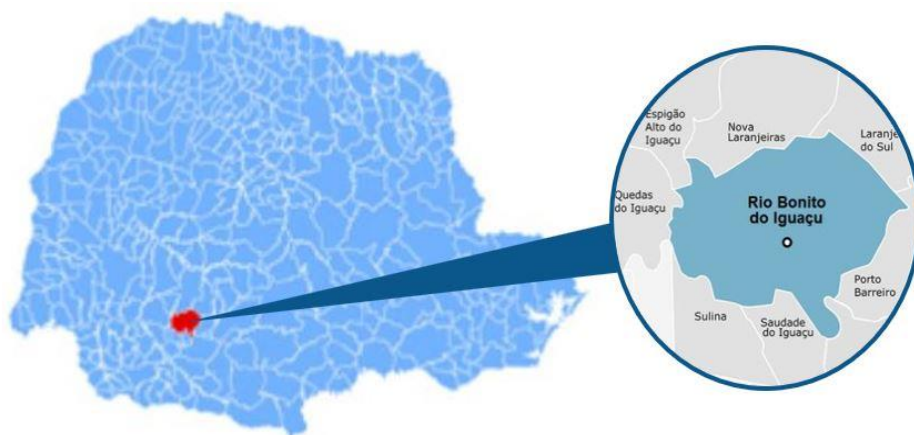 Espigão
Alto do
Iguaçu
Nova
Laranjeiras
Laranje
do Sul
Quedas
do Iguaçu
Rio Bonito
do Iguaçu
Porto
Barreiro
Sulina
Saudade
do Iguaçu